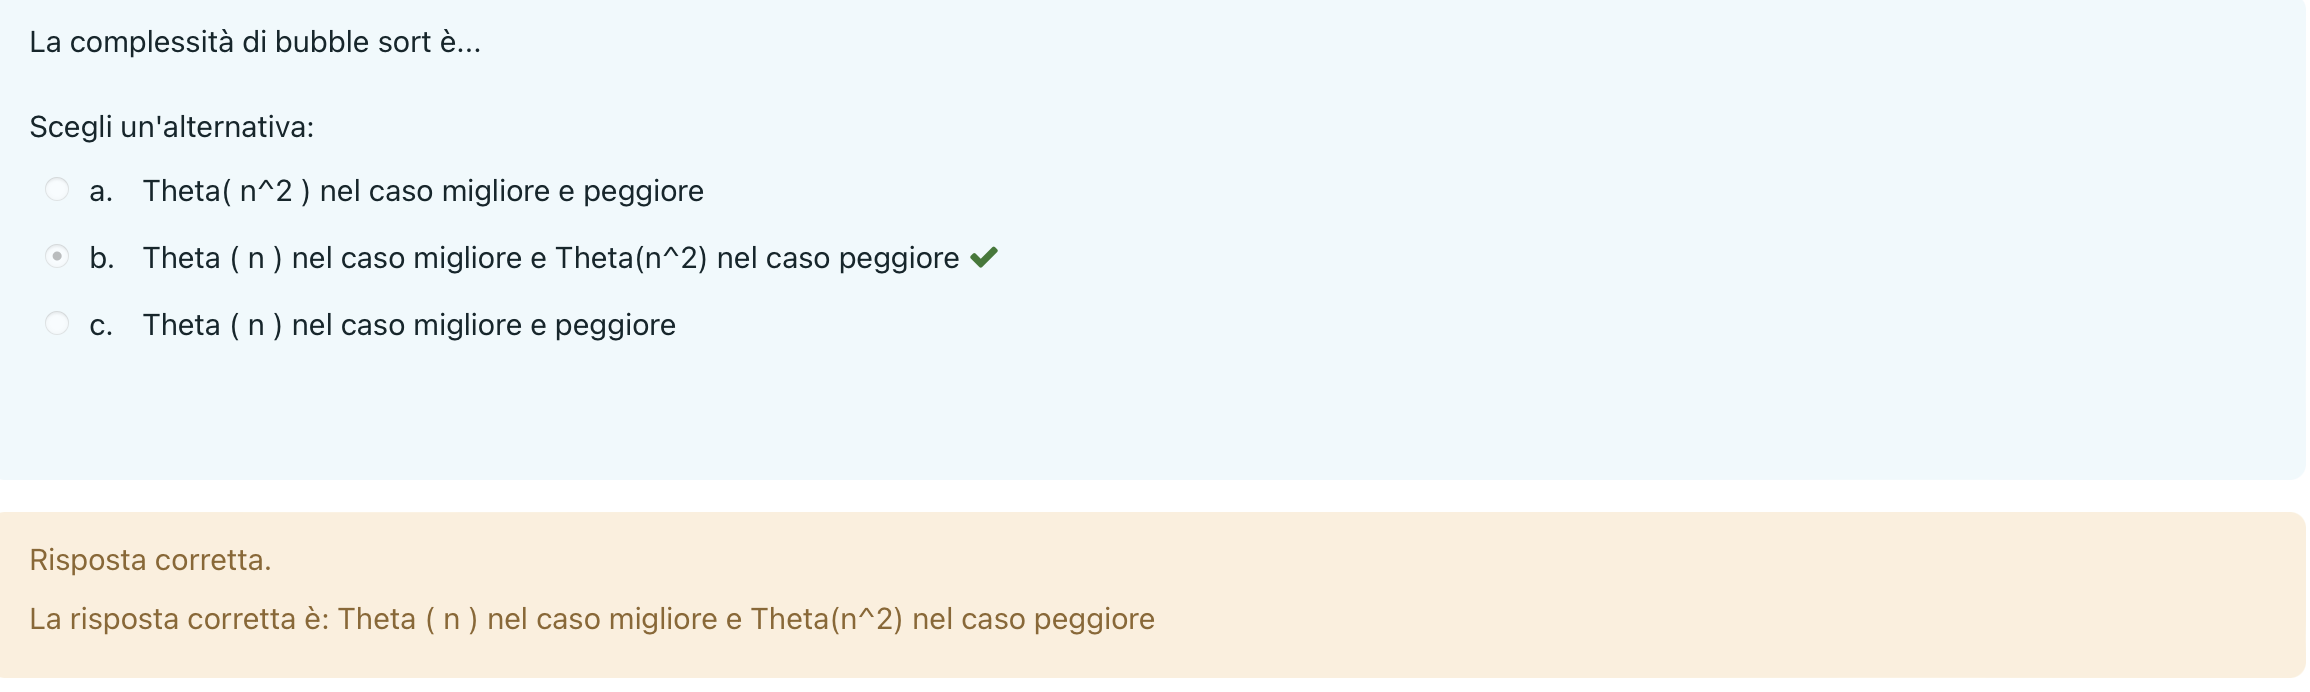 La complessità di bubble sort è...
Scegli un'alternativa:
a. Theta( n^2 ) nel caso migliore e peggiore
b. Theta ( n ) nel caso migliore e Theta(n^2) nel caso peggiore
c. Theta ( n ) nel caso migliore e peggiore
Risposta corretta.
La risposta corretta è: Theta ( n ) nel caso migliore e Theta(n^2) nel caso peggiore